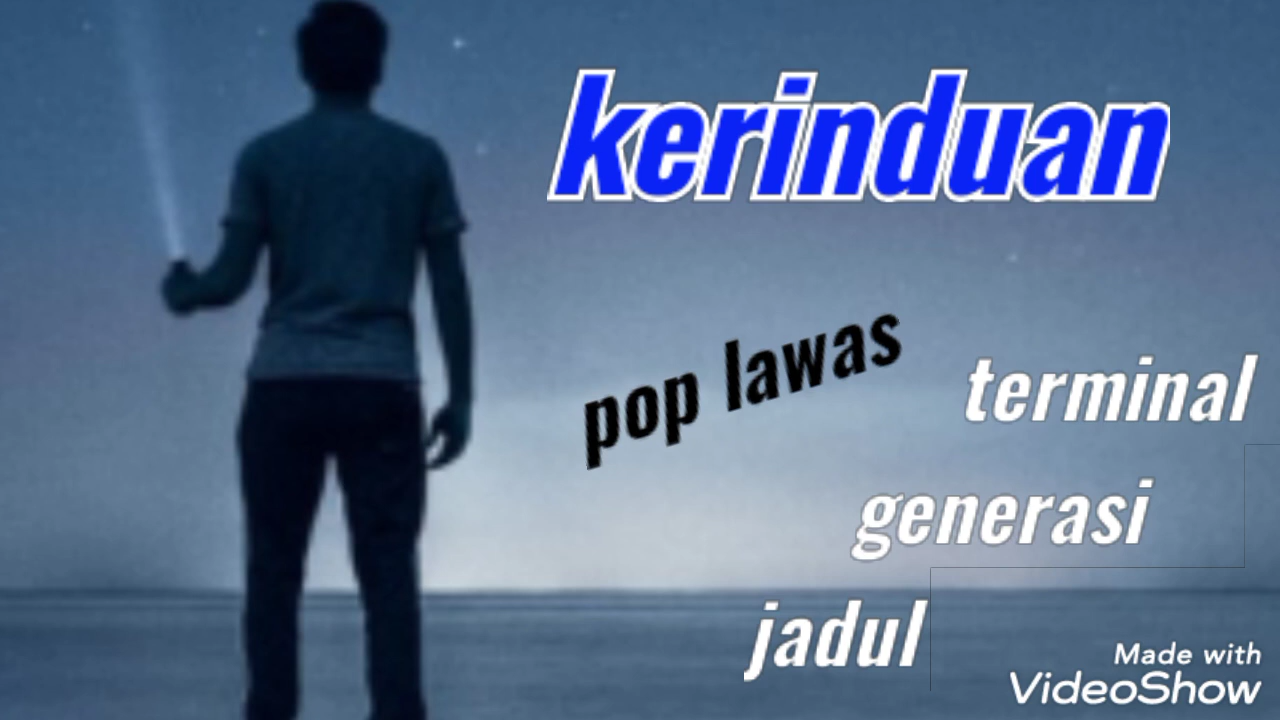 kerinduan
pop lawas
terminal
generasi
jadul
Made with
VideoShow